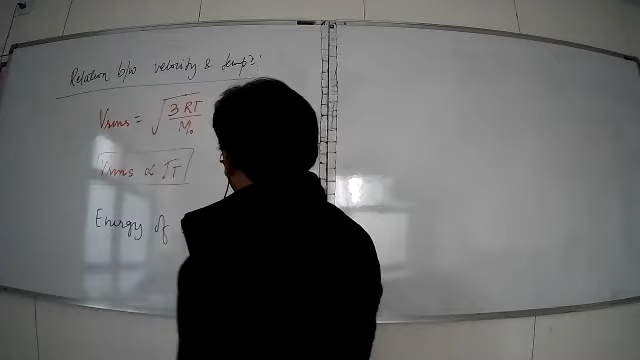 Relation b/w velocity & temp?:
Vrms = √3RT/M₀
Vrms ∝ √T
Energy of